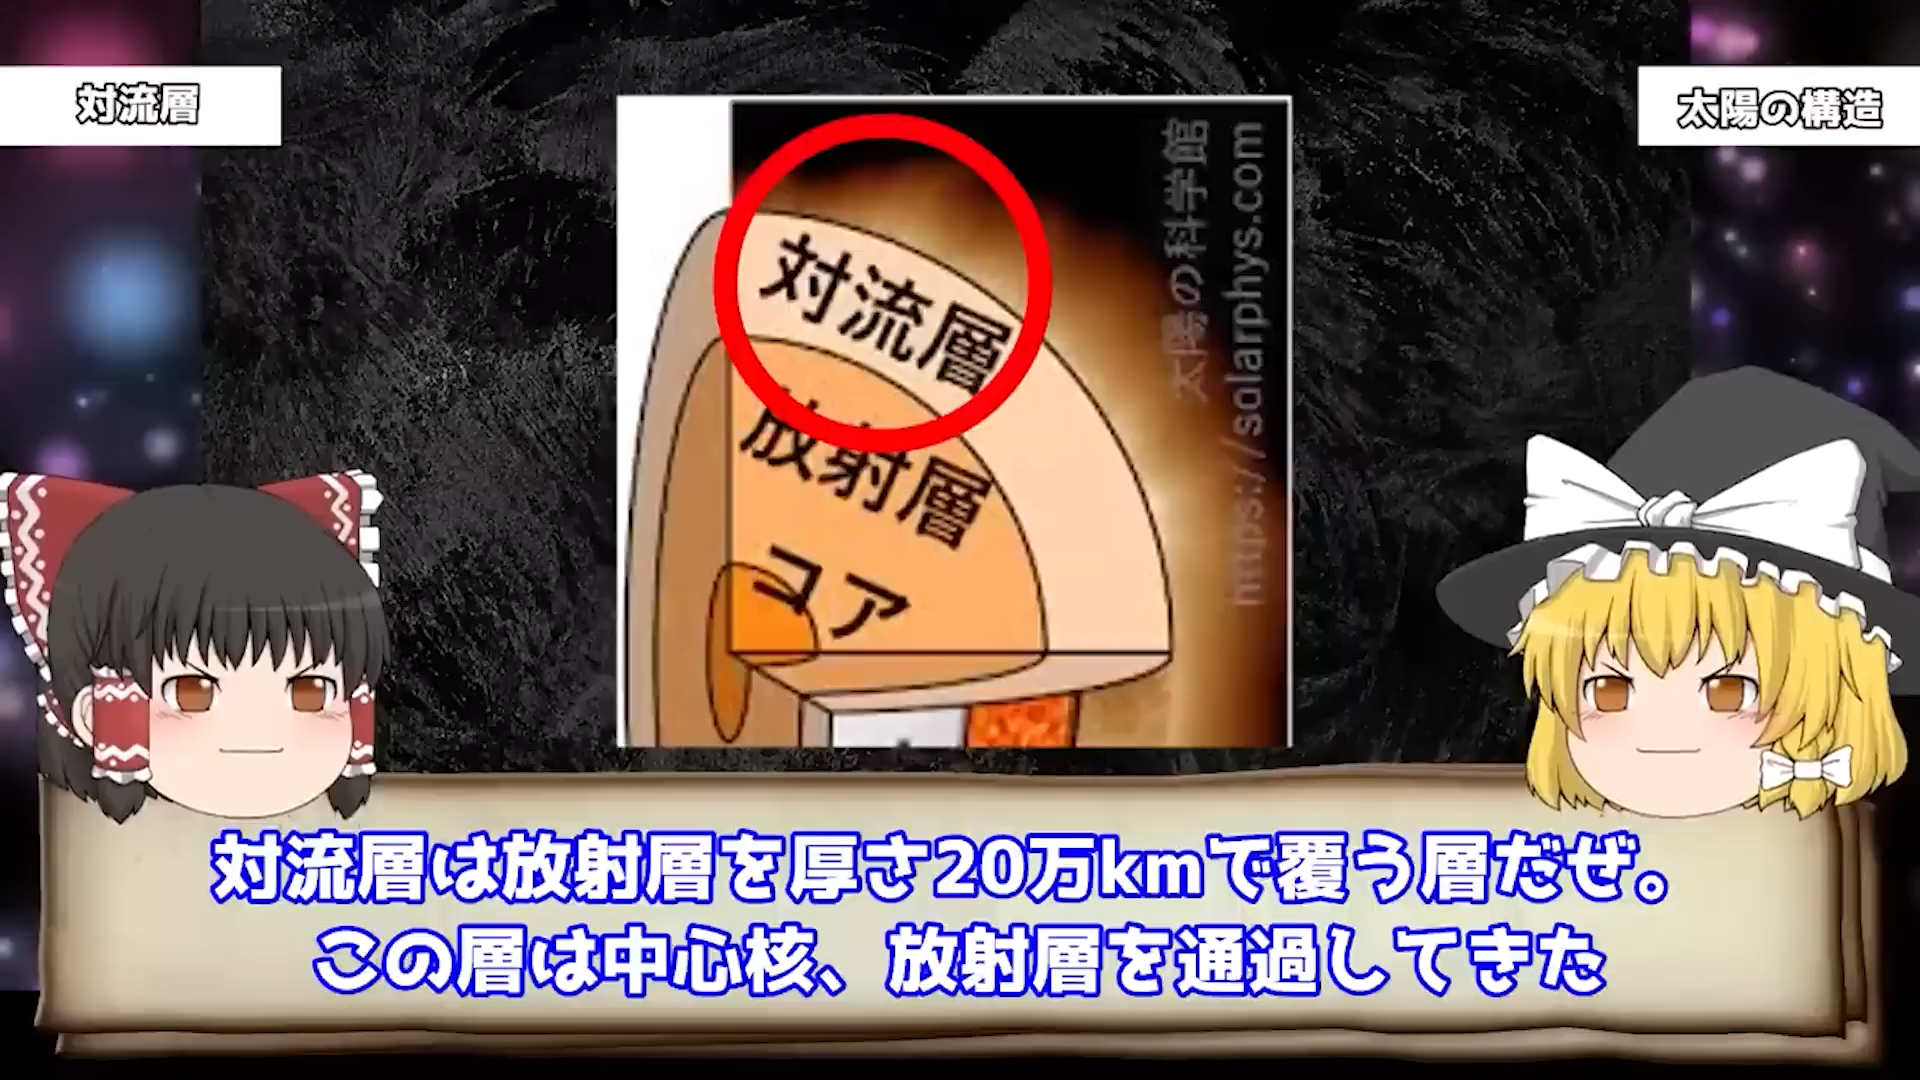 対流層
太陽の構造
対流層
放射層
コア
太陽の科学館
https://solarphys.com
対流層は放射層を厚さ20万kmで覆う層だぜ。
この層は中心核、放射層を通過してきた